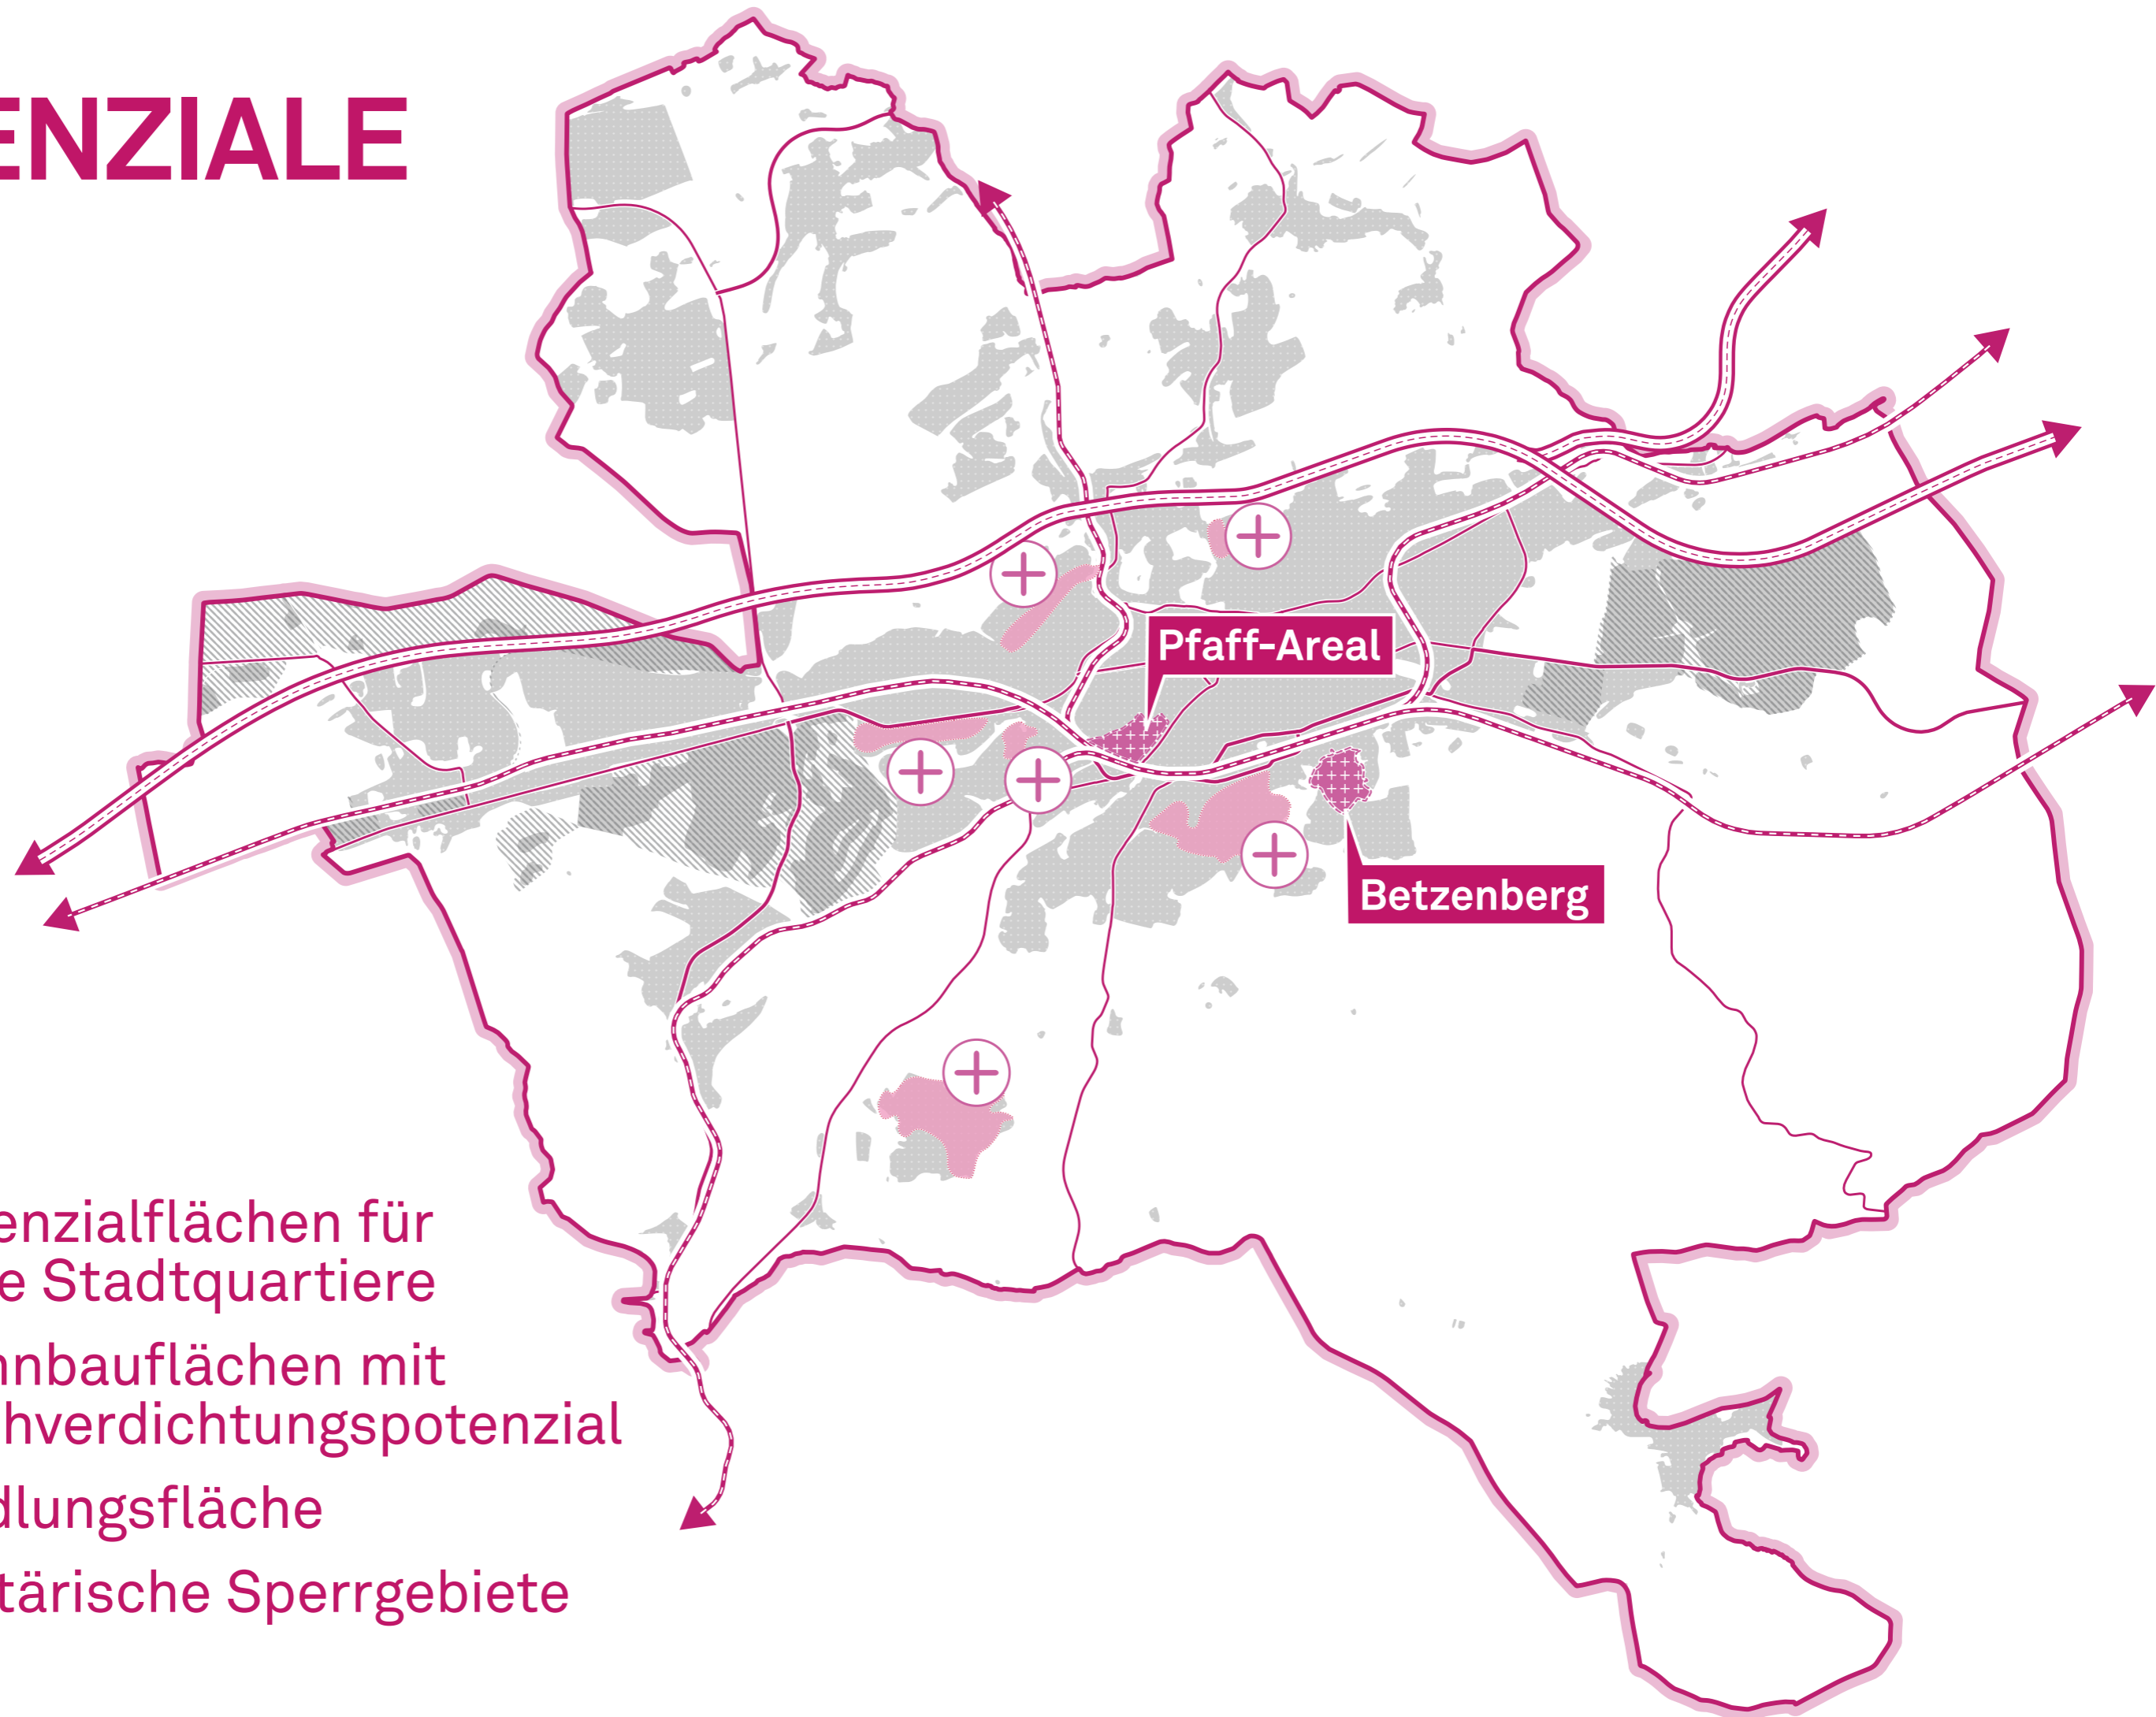 ENZIALE
Pfaff-Areal
Betzenberg
enzialflächen für
e Stadtquartiere
nnbauflächen mit
hverdichtungspotenzial
dlungsfläche
tärische Sperrgebiete